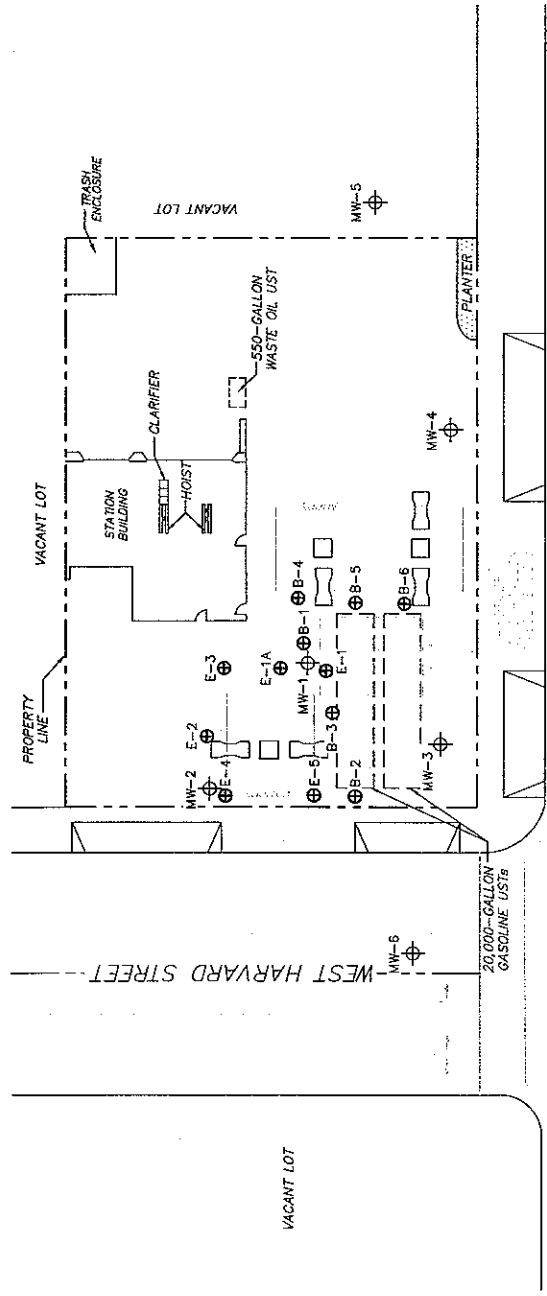 VACANT LOT
PROPERTY
LINE
TRASH
ENCLOSURE
VACANT LOT
STATION
BUILDING
CLARIFIER
HOIST
550-GALLON
WASTE OIL UST
MW-5
PLANTER
MW-4
B-4
B-5
B-6
B-1
MW-1
E-1
E-1A
E-3
E-2
B-3
MW-2
E-4
E-5
B-2
MW-3
20,000-GALLON
GASOLINE USTs
WEST HARVARD STREET
MW-6
VACANT LOT